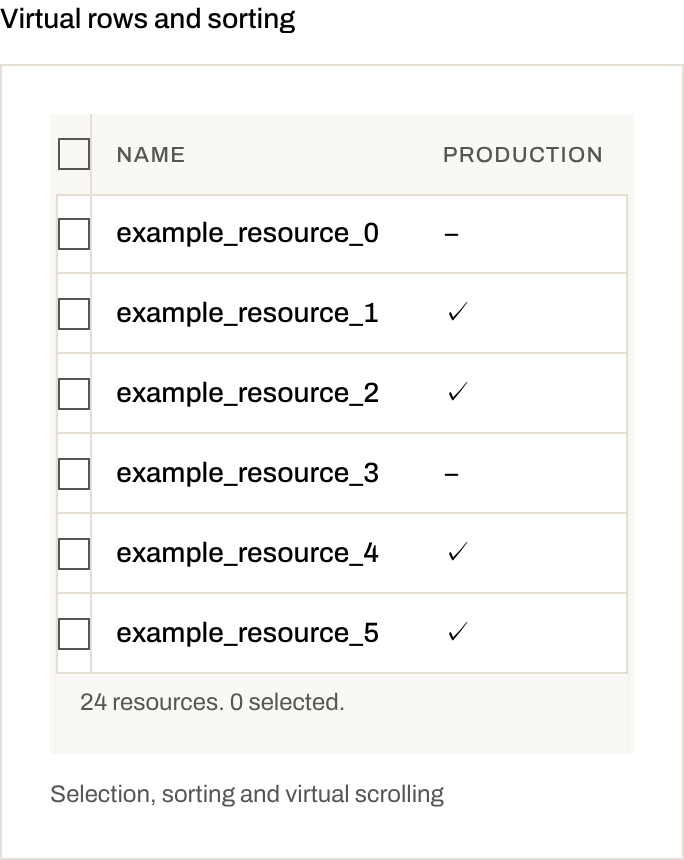 Virtual rows and sorting
NAME PRODUCTION
example_resource_0 –
example_resource_1 ✓
example_resource_2 ✓
example_resource_3 –
example_resource_4 ✓
example_resource_5 ✓
24 resources. 0 selected.
Selection, sorting and virtual scrolling